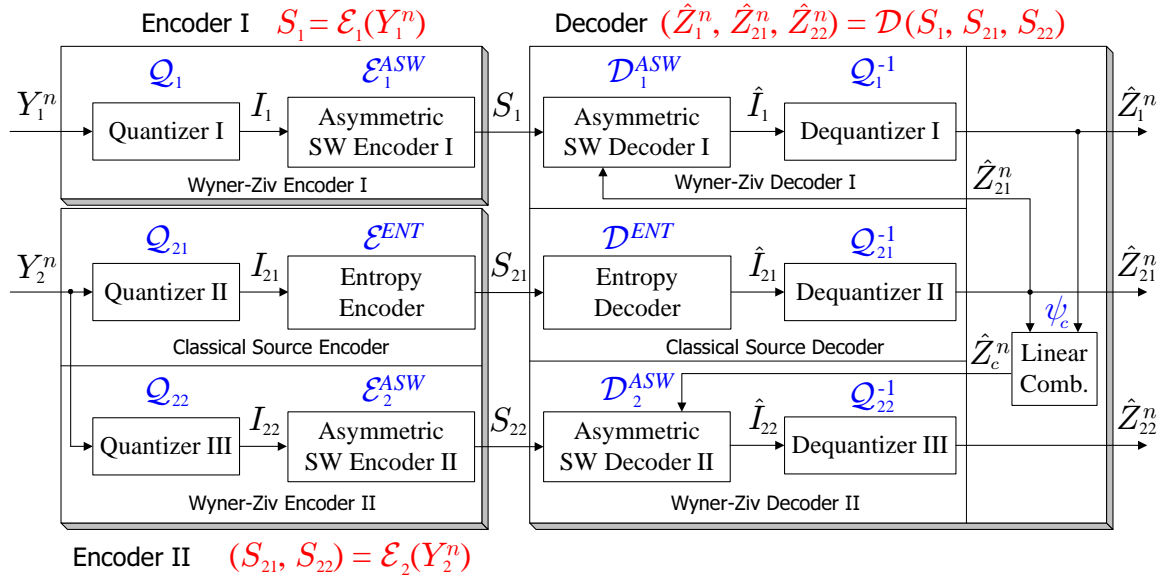 Encoder I S₁ = ℰ₁(Y₁ⁿ)
Decoder (Ẑ₁ⁿ, Ẑ₂₁ⁿ, Ẑ₂₂ⁿ) = 𝒟(S₁, S₂₁, S₂₂)
𝒬₁ ℰ₁^ASW 𝒟₁^ASW 𝒬₁⁻¹
Y₁ⁿ I₁ S₁ Î₁ Ẑ₁ⁿ
Quantizer I
Asymmetric
SW Encoder I
Asymmetric
SW Decoder I
Dequantizer I
Wyner-Ziv Encoder I
Wyner-Ziv Decoder I
Ẑ₂₁ⁿ
𝒬₂₁ ℰ^ENT 𝒟^ENT 𝒬₂₁⁻¹
Y₂ⁿ I₂₁ S₂₁ Î₂₁ Ẑ₂₁ⁿ
Quantizer II
Entropy
Encoder
Entropy
Decoder
Dequantizer II
ψ_c
Classical Source Encoder
Classical Source Decoder
Ẑ_cⁿ
Linear
Comb.
𝒬₂₂ ℰ₂^ASW 𝒟₂^ASW 𝒬₂₂⁻¹
I₂₂ S₂₂ Î₂₂ Ẑ₂₂ⁿ
Quantizer III
Asymmetric
SW Encoder II
Asymmetric
SW Decoder II
Dequantizer III
Wyner-Ziv Encoder II
Wyner-Ziv Decoder II
Encoder II (S₂₁, S₂₂) = ℰ₂(Y₂ⁿ)